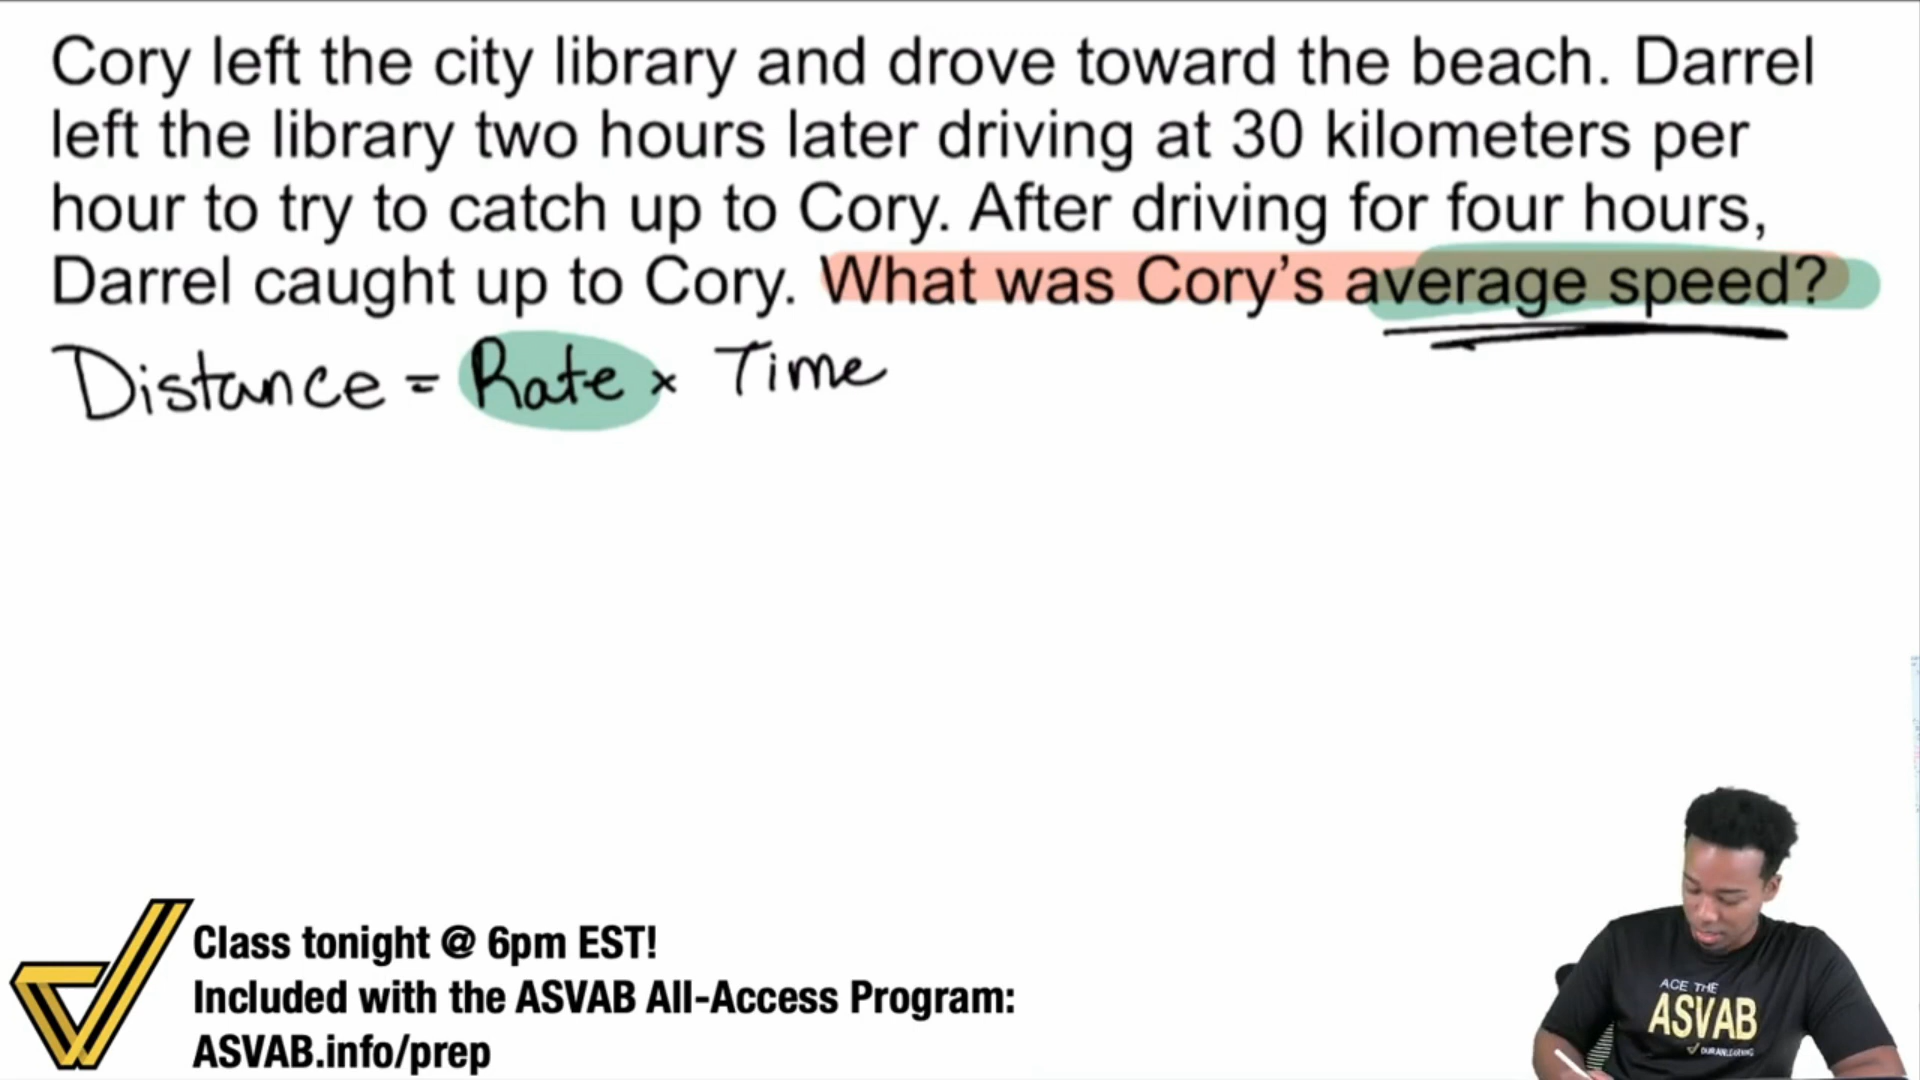 Cory left the city library and drove toward the beach. Darrel
left the library two hours later driving at 30 kilometers per
hour to try to catch up to Cory. After driving for four hours,
Darrel caught up to Cory. What was Cory’s average speed?
Distance = Rate × Time
Class tonight @ 6pm EST!
Included with the ASVAB All-Access Program:
ASVAB.info/prep
ACE THE
ASVAB